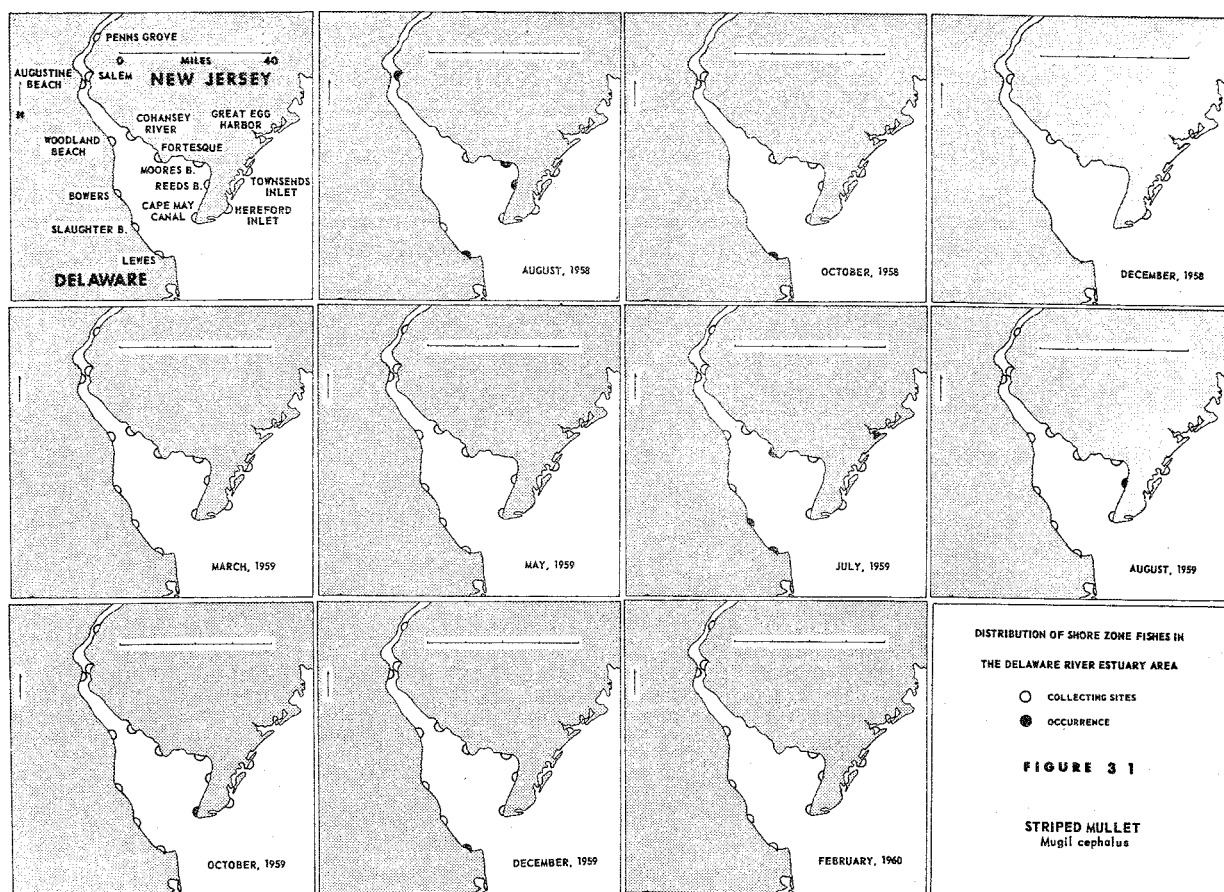 PENNS GROVE
0 MILES 40
AUGUSTINE BEACH
SALEM
NEW JERSEY
COHANSEY RIVER
GREAT EGG HARBOR
WOODLAND BEACH
FORTESQUE
MOORES B.
REEDS B.
TOWNSENDS INLET
BOWERS
CAPE MAY CANAL
HEREFORD INLET
SLAUGHTER B.
LEWES
DELAWARE
AUGUST, 1958
OCTOBER, 1958
DECEMBER, 1958
MARCH, 1959
MAY, 1959
JULY, 1959
AUGUST, 1959
OCTOBER, 1959
DECEMBER, 1959
FEBRUARY, 1960
DISTRIBUTION OF SHORE ZONE FISHES IN
THE DELAWARE RIVER ESTUARY AREA
COLLECTING SITES
OCCURRENCE
FIGURE 31
STRIPED MULLET
Mugil cephalus